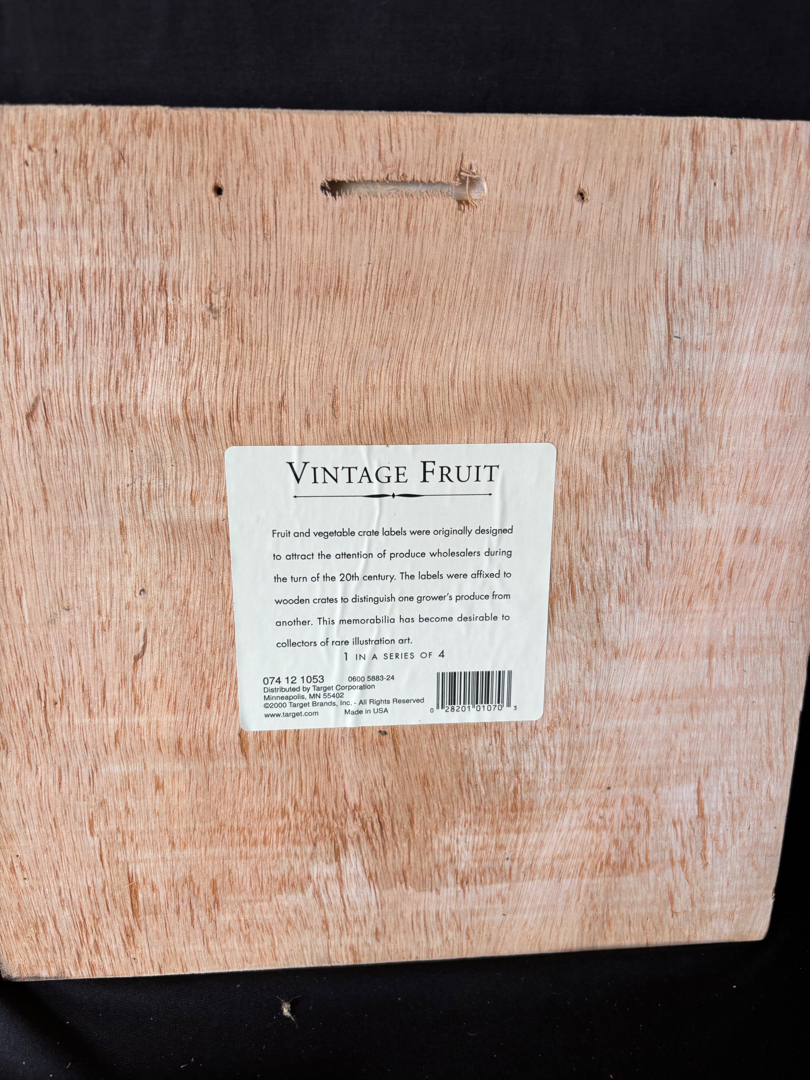 VINTAGE FRUIT
Fruit and vegetable crate labels were originally designed
to attract the attention of produce wholesalers during
the turn of the 20th century. The labels were affixed to
wooden crates to distinguish one grower's produce from
another. This memorabilia has become desirable to
collectors of rare illustration art.
1 IN A SERIES OF 4
074 12 1053 0600 5883-24
Distributed by Target Corporation
Minneapolis, MN 55402
©2000 Target Brands, Inc. - All Rights Reserved
www.target.com Made in USA
0 28201 01070 3